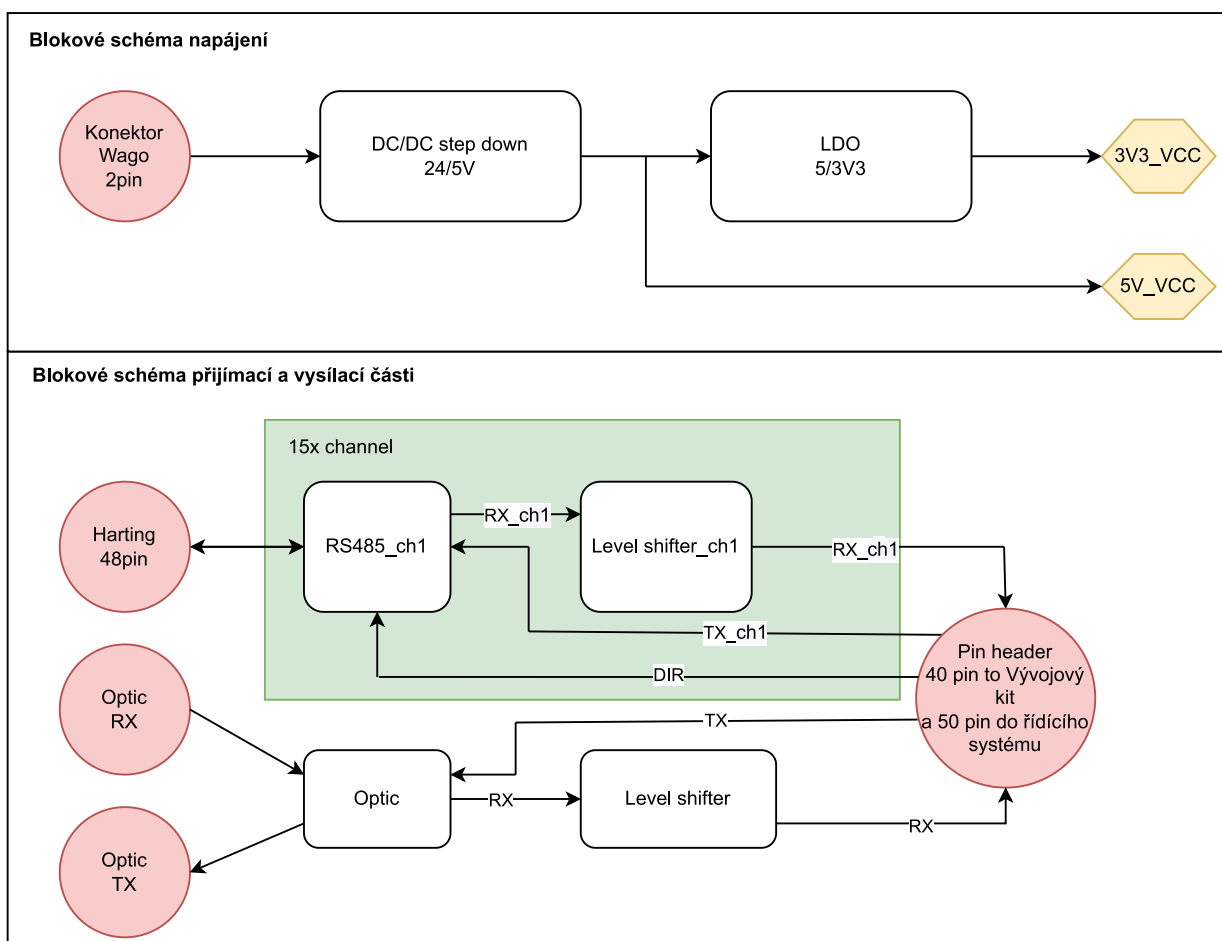 Blokové schéma napájení
Konektor
Wago
2pin
DC/DC step down
24/5V
LDO
5/3V3
3V3_VCC
5V_VCC
Blokové schéma přijímací a vysílací části
15x channel
Harting
48pin
RS485_ch1
RX_ch1
Level shifter_ch1
RX_ch1
TX_ch1
DIR
Pin header
40 pin to Vývojový
kit
a 50 pin do řídícího
systému
Optic
RX
TX
Optic
RX
Level shifter
RX
Optic
TX